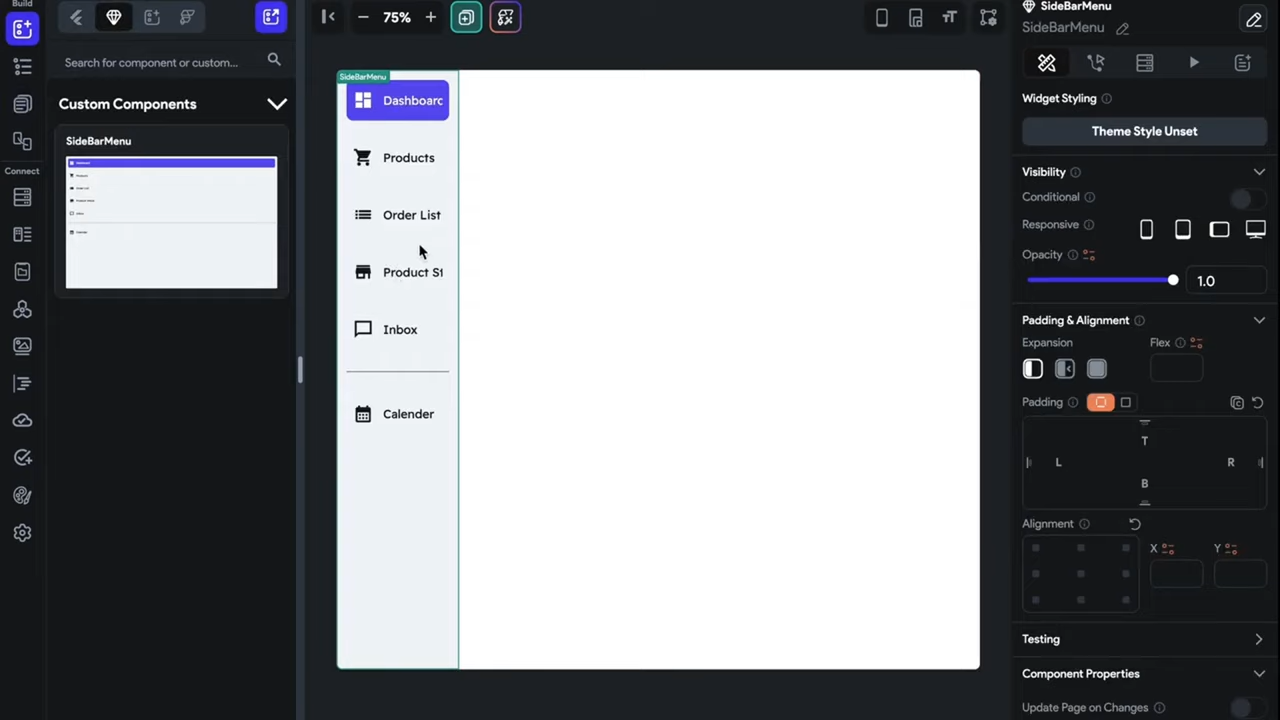 Build
Connect
75%
Search for component or custom...
Custom Components
SideBarMenu
SideBarMenu
Dashboarc
Products
Order List
Product St
Inbox
Calender
SideBarMenu
SideBarMenu
Widget Styling
Theme Style Unset
Visibility
Conditional
Responsive
Opacity
1.0
Padding & Alignment
Expansion
Flex
Padding
T
L
R
B
Alignment
X
Y
Testing
Component Properties
Update Page on Changes